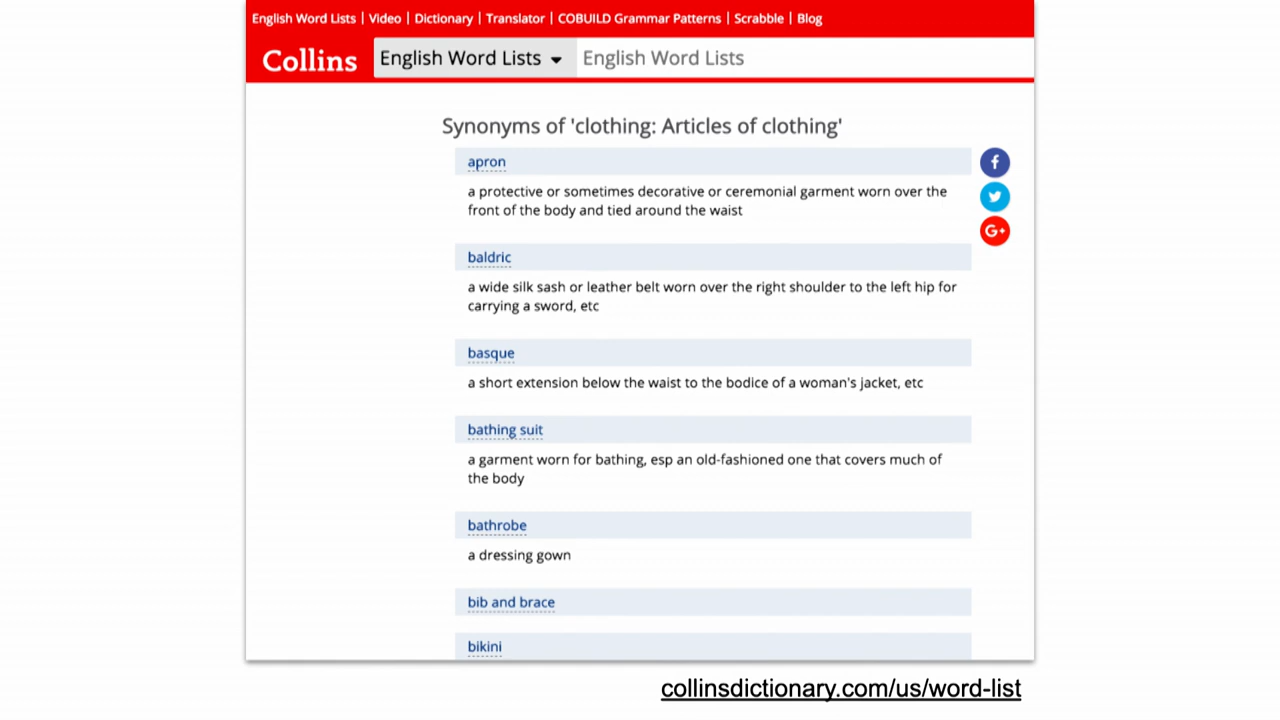 English Word Lists | Video | Dictionary | Translator | COBUILD Grammar Patterns | Scrabble | Blog
Collins English Word Lists English Word Lists
Synonyms of 'clothing: Articles of clothing'
apron
a protective or sometimes decorative or ceremonial garment worn over the
front of the body and tied around the waist
baldric
a wide silk sash or leather belt worn over the right shoulder to the left hip for
carrying a sword, etc
basque
a short extension below the waist to the bodice of a woman's jacket, etc
bathing suit
a garment worn for bathing, esp an old-fashioned one that covers much of
the body
bathrobe
a dressing gown
bib and brace
bikini
f
G+
collinsdictionary.com/us/word-list